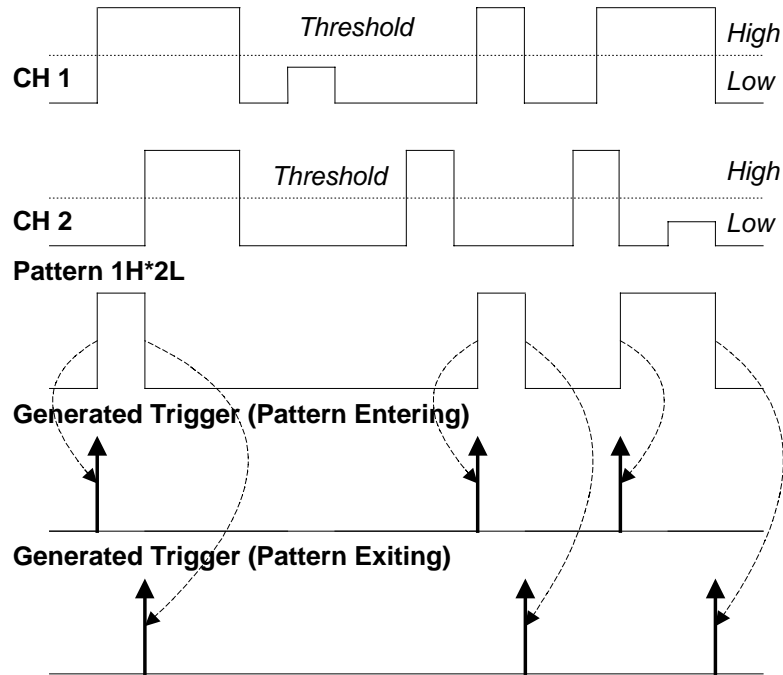 Threshold
High
CH 1
Low
Threshold
High
CH 2
Low
Pattern 1H*2L
Generated Trigger (Pattern Entering)
Generated Trigger (Pattern Exiting)